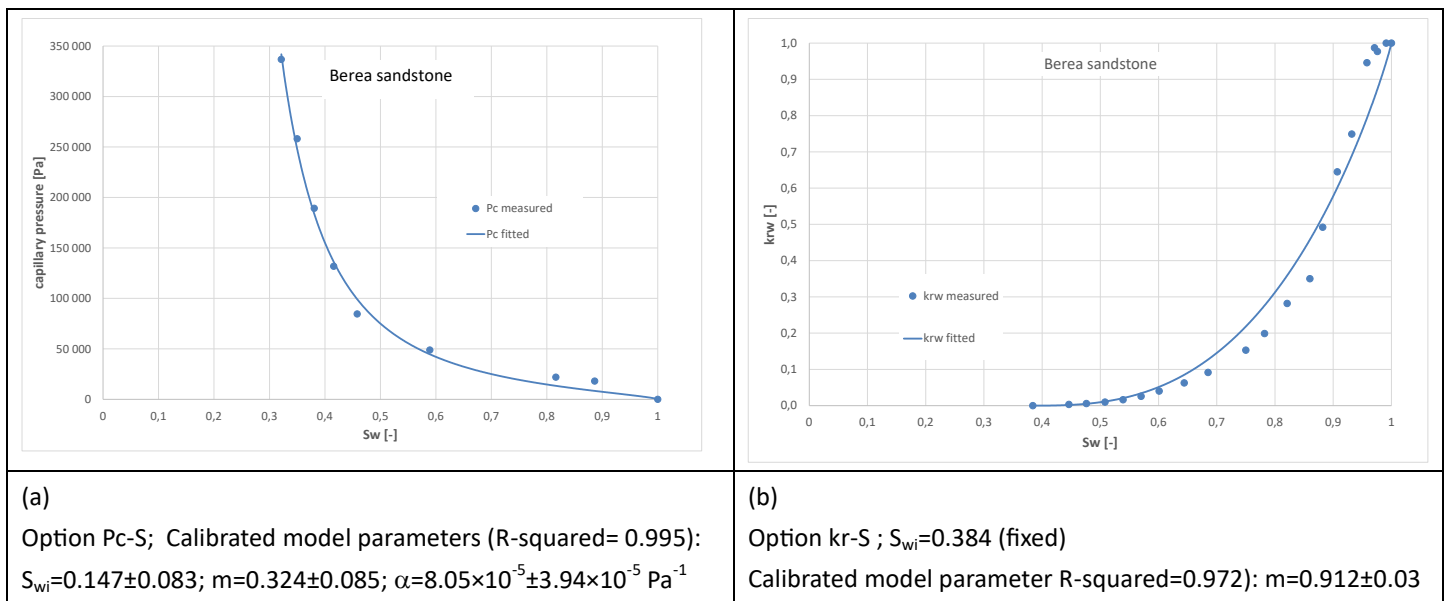 350 000
300 000
250 000
200 000
150 000
100 000
50 000
0
capillary pressure [Pa]
Berea sandstone
Pc measured
Pc fitted
0 0,1 0,2 0,3 0,4 0,5 0,6 0,7 0,8 0,9 1
Sw [-]
1,0
0,9
0,8
0,7
0,6
0,5
0,4
0,3
0,2
0,1
0,0
krw [-]
Berea sandstone
krw measured
krw fitted
0 0,1 0,2 0,3 0,4 0,5 0,6 0,7 0,8 0,9 1
Sw [-]
(a)
Option Pc-S; Calibrated model parameters (R-squared= 0.995):
Swi=0.147±0.083; m=0.324±0.085; α=8.05×10⁻⁵±3.94×10⁻⁵ Pa⁻¹
(b)
Option kr-S ; Swi=0.384 (fixed)
Calibrated model parameter R-squared=0.972): m=0.912±0.03